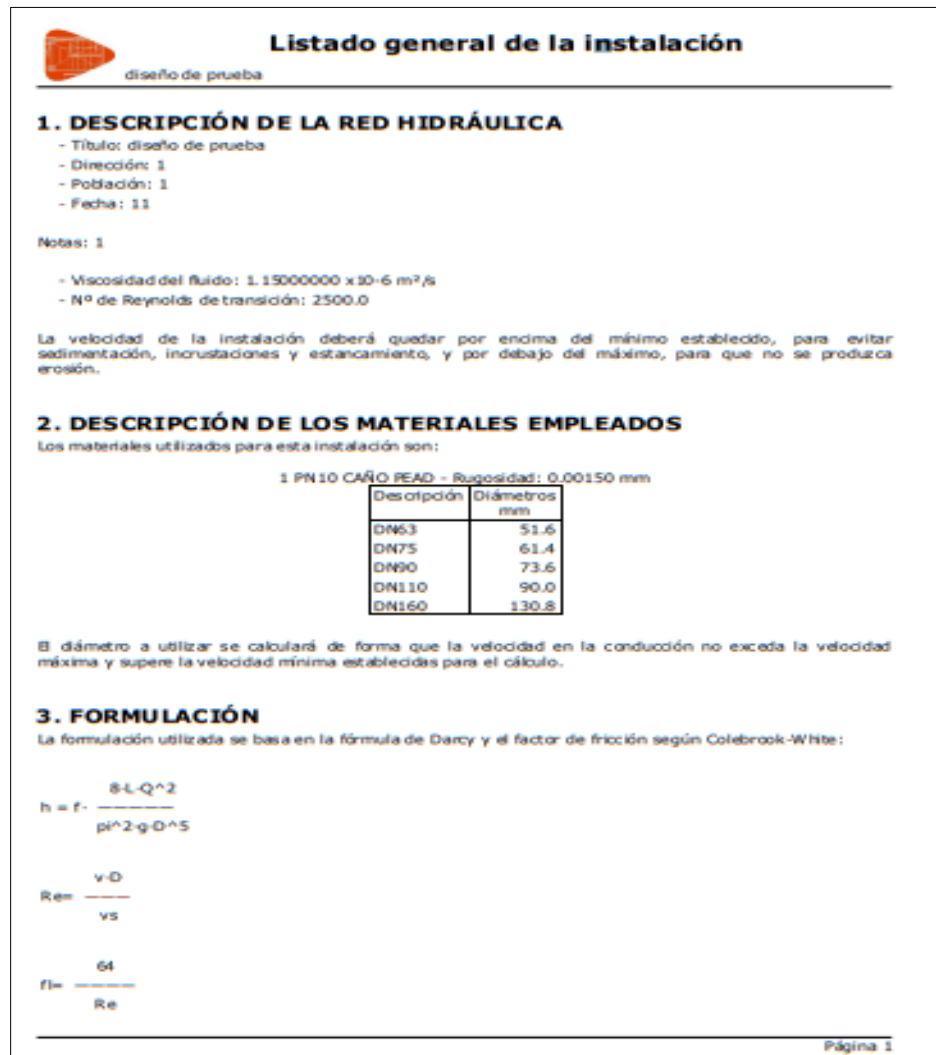 Listado general de la instalación
diseño de prueba
1. DESCRIPCIÓN DE LA RED HIDRÁULICA
- Título: diseño de prueba
- Dirección: 1
- Población: 1
- Fecha: 11
Notas: 1
- Viscosidad del fluido: 1.15000000 x10-6 m²/s
- Nº de Reynolds de transición: 2500.0
La velocidad de la instalación deberá quedar por encima del mínimo establecido, para evitar
sedimentación, incrustaciones y estancamiento, y por debajo del máximo, para que no se produzca
erosión.
2. DESCRIPCIÓN DE LOS MATERIALES EMPLEADOS
Los materiales utilizados para esta instalación son:
1 PN10 CAÑO PEAD - Rugosidad: 0.00150 mm
Descripción Diámetros
mm
DN63 51.6
DN75 61.4
DN90 73.6
DN110 90.0
DN160 130.8
El diámetro a utilizar se calculará de forma que la velocidad en la conducción no exceda la velocidad
máxima y supere la velocidad mínima establecidas para el cálculo.
3. FORMULACIÓN
La formulación utilizada se basa en la fórmula de Darcy y el factor de fricción según Colebrook-White:
8·L·Q^2
h = f· ——————
pi^2·g·D^5
v·D
Re= ———
vs
64
fl= ————
Re
Página 1